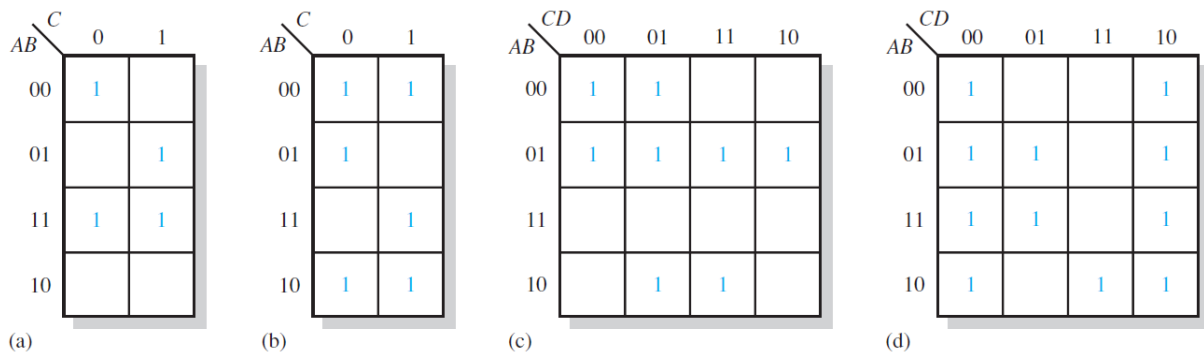 C C CD CD
AB 0 1 AB 0 1 AB 00 01 11 10 AB 00 01 11 10
00 1 00 1 1 00 1 1 00 1 1
01 1 01 1 01 1 1 1 1 01 1 1 1
11 1 1 11 1 11 11 1 1 1
10 10 1 1 10 1 1 10 1 1 1
(a) (b) (c) (d)